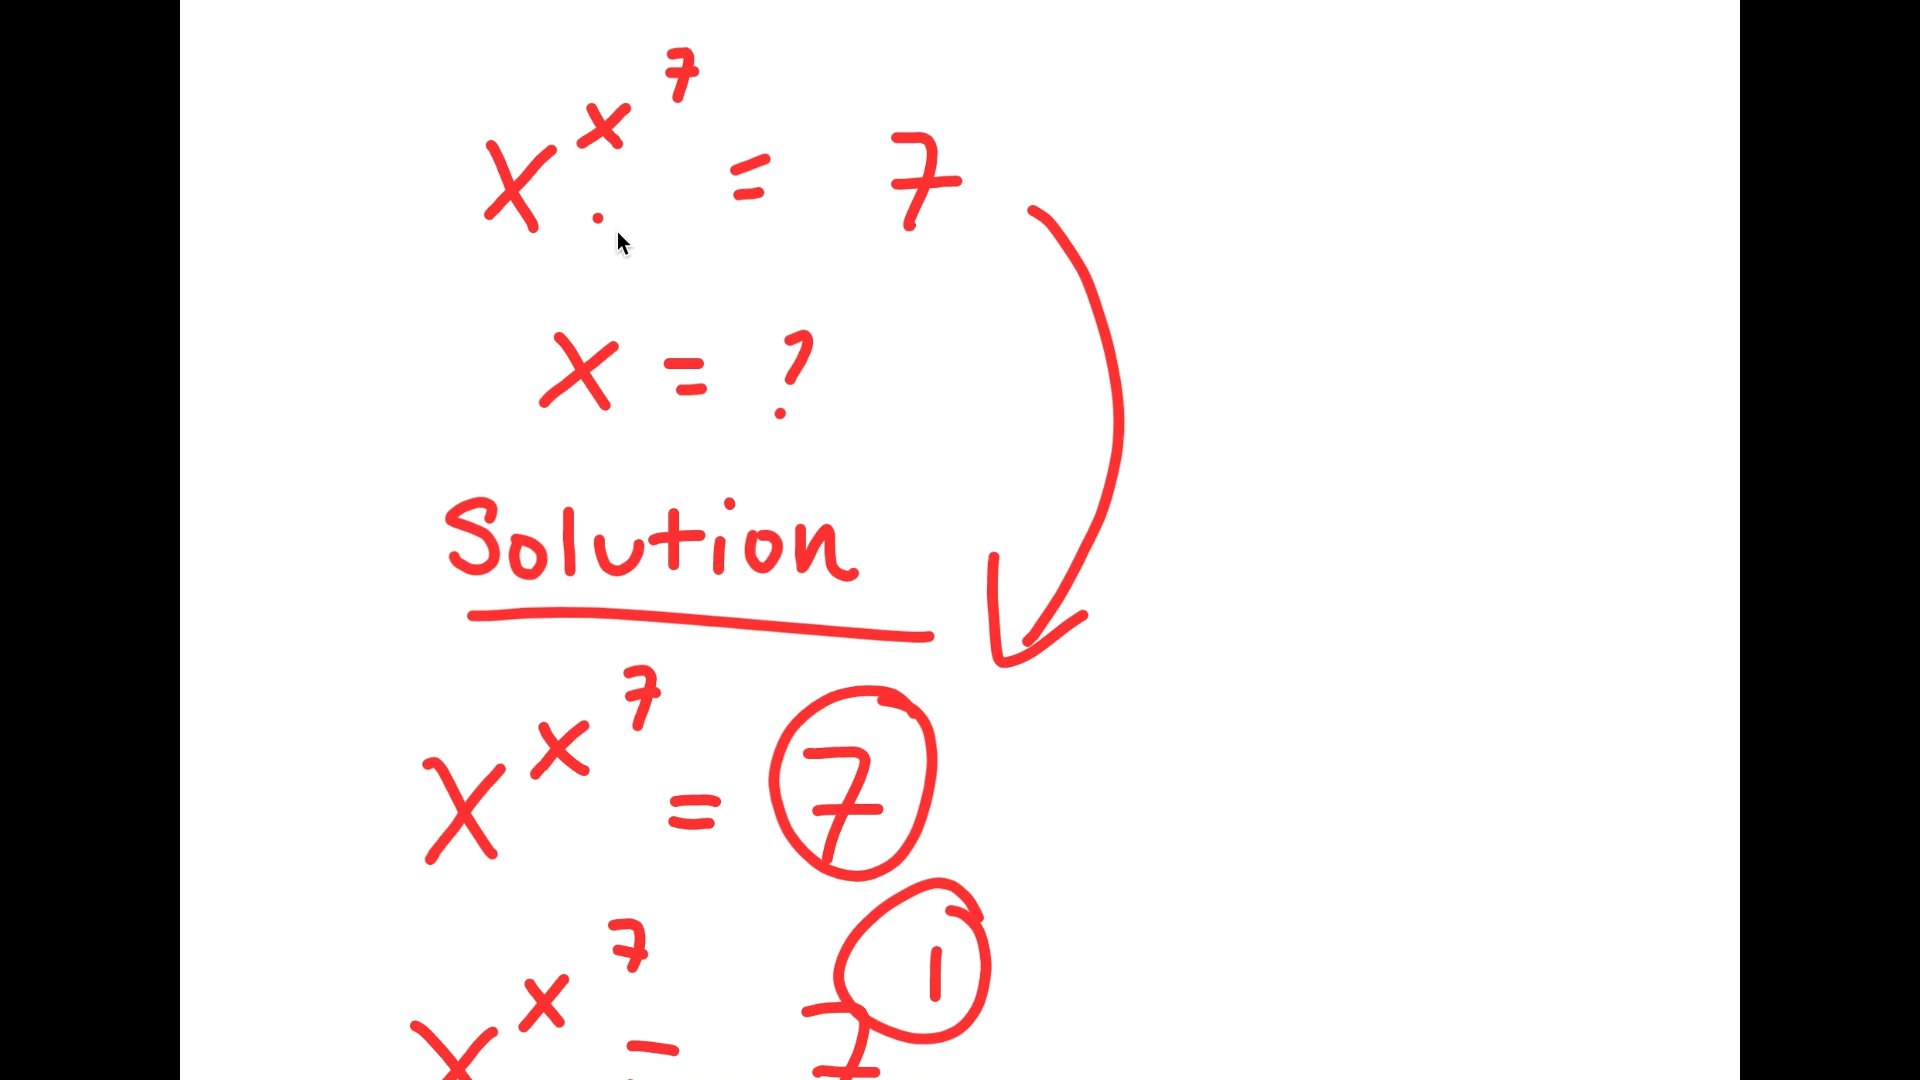 x^x^7 = 7
x = ?
Solution
x^x^7 = 7
x^x^7 = 7^1